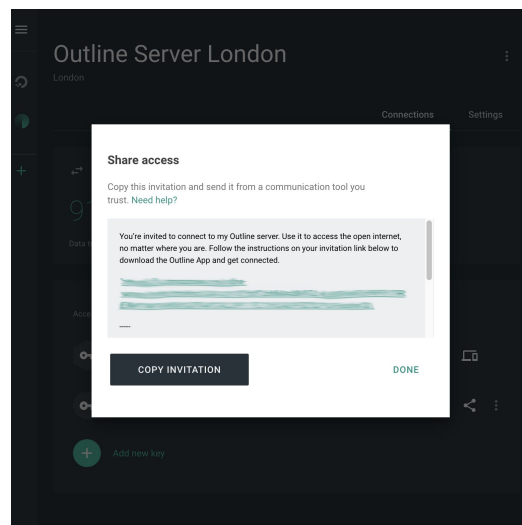 Outline Server London
London
Connections
Settings
Share access
Copy this invitation and send it from a communication tool you
trust. Need help?
You're invited to connect to my Outline server. Use it to access the open internet,
no matter where you are. Follow the instructions on your invitation link below to
download the Outline App and get connected.
COPY INVITATION
DONE
Add new key